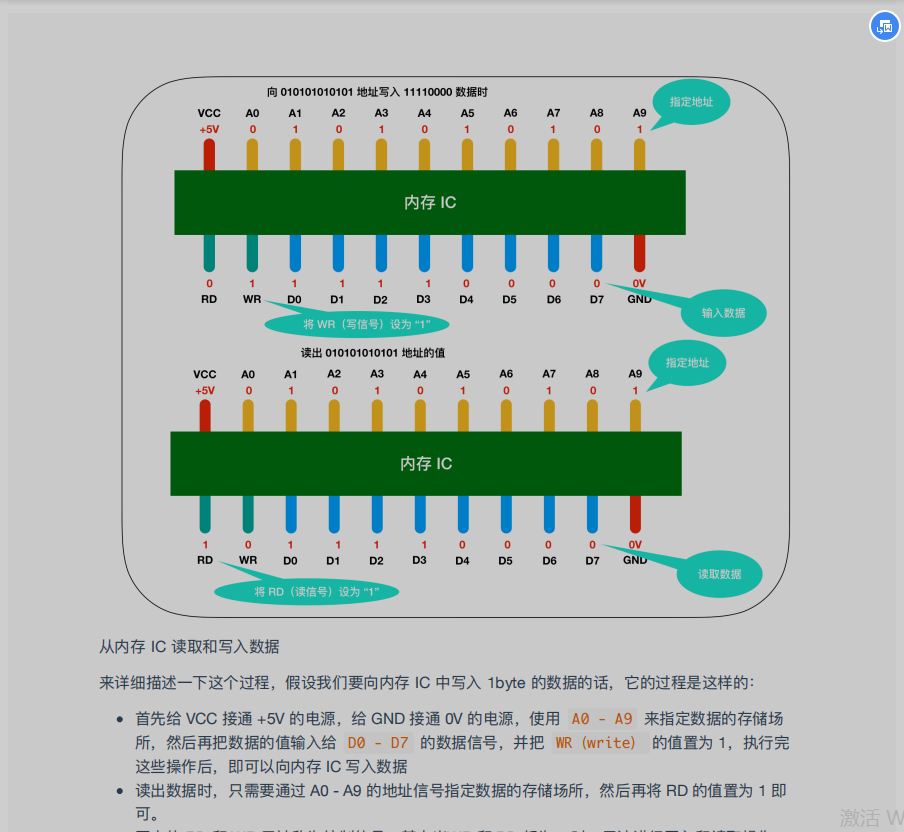 向 010101010101 地址写入 11110000 数据时
指定地址
VCC A0 A1 A2 A3 A4 A5 A6 A7 A8 A9
+5V 0 1 0 1 0 1 0 1 0 1
内存 IC
0 1 1 1 1 1 0 0 0 0 0V
RD WR D0 D1 D2 D3 D4 D5 D6 D7 GND
输入数据
将 WR（写信号）设为 “1”
读出 010101010101 地址的值
指定地址
VCC A0 A1 A2 A3 A4 A5 A6 A7 A8 A9
+5V 0 1 0 1 0 1 0 1 0 1
内存 IC
1 0 1 1 1 1 0 0 0 0 0V
RD WR D0 D1 D2 D3 D4 D5 D6 D7 GND
读取数据
将 RD（读信号）设为 “1”
从内存 IC 读取和写入数据
来详细描述一下这个过程，假设我们要向内存 IC 中写入 1byte 的数据的话，它的过程是这样的：
• 首先给 VCC 接通 +5V 的电源，给 GND 接通 0V 的电源，使用 A0 - A9 来指定数据的存储场
所，然后再把数据的值输入给 D0 - D7 的数据信号，并把 WR（write） 的值置为 1，执行完
这些操作后，即可以向内存 IC 写入数据
• 读出数据时，只需要通过 A0 - A9 的地址信号指定数据的存储场所，然后再将 RD 的值置为 1 即
可。
激活 W